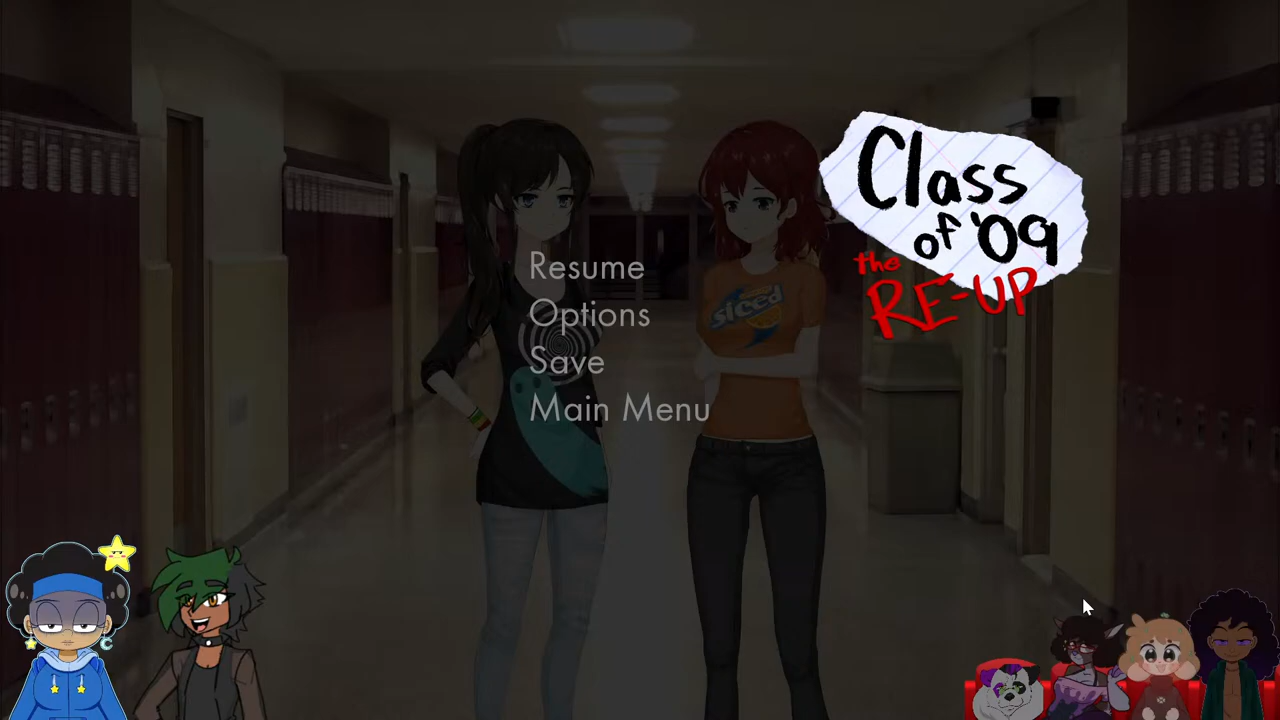 Class
of '09
the
RE-UP
Resume
Options
Save
Main Menu
sleed